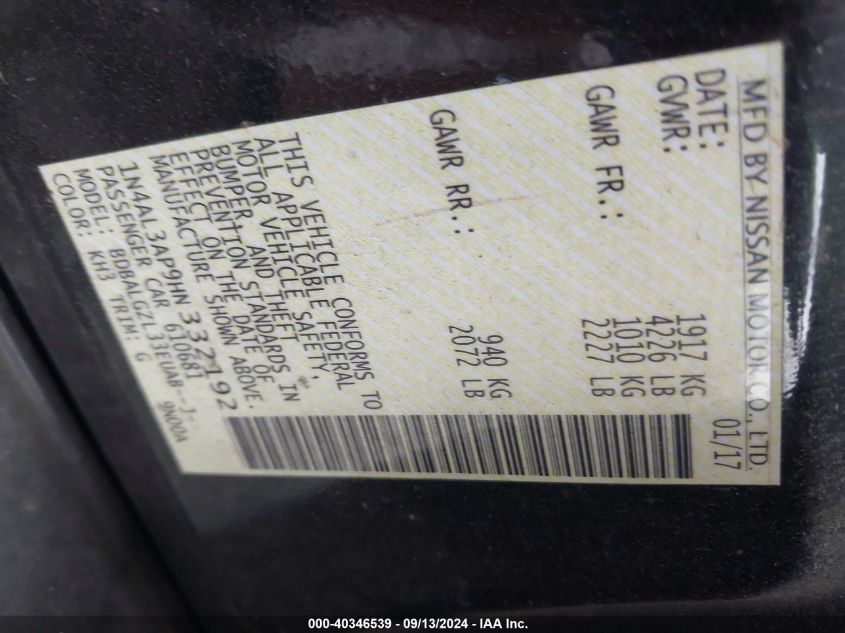 MFD BY NISSAN MOTOR CO., LTD.
DATE: 01/17
GVWR: 1917 KG
4226 LB
GAWR FR.: 1010 KG
2227 LB
GAWR RR.: 940 KG
2072 LB
THIS VEHICLE CONFORMS TO
ALL APPLICABLE FEDERAL
MOTOR VEHICLE SAFETY,
BUMPER, AND THEFT
PREVENTION STANDARDS IN
EFFECT ON THE DATE OF
MANUFACTURE SHOWN ABOVE.
1N4AL3AP9HN332192
PASSENGER CAR 610681
MODEL: BDBALGZL33EUAB--J-
COLOR: KH3 TRIM: G 9N00A
000-40346539 - 09/13/2024 - IAA Inc.